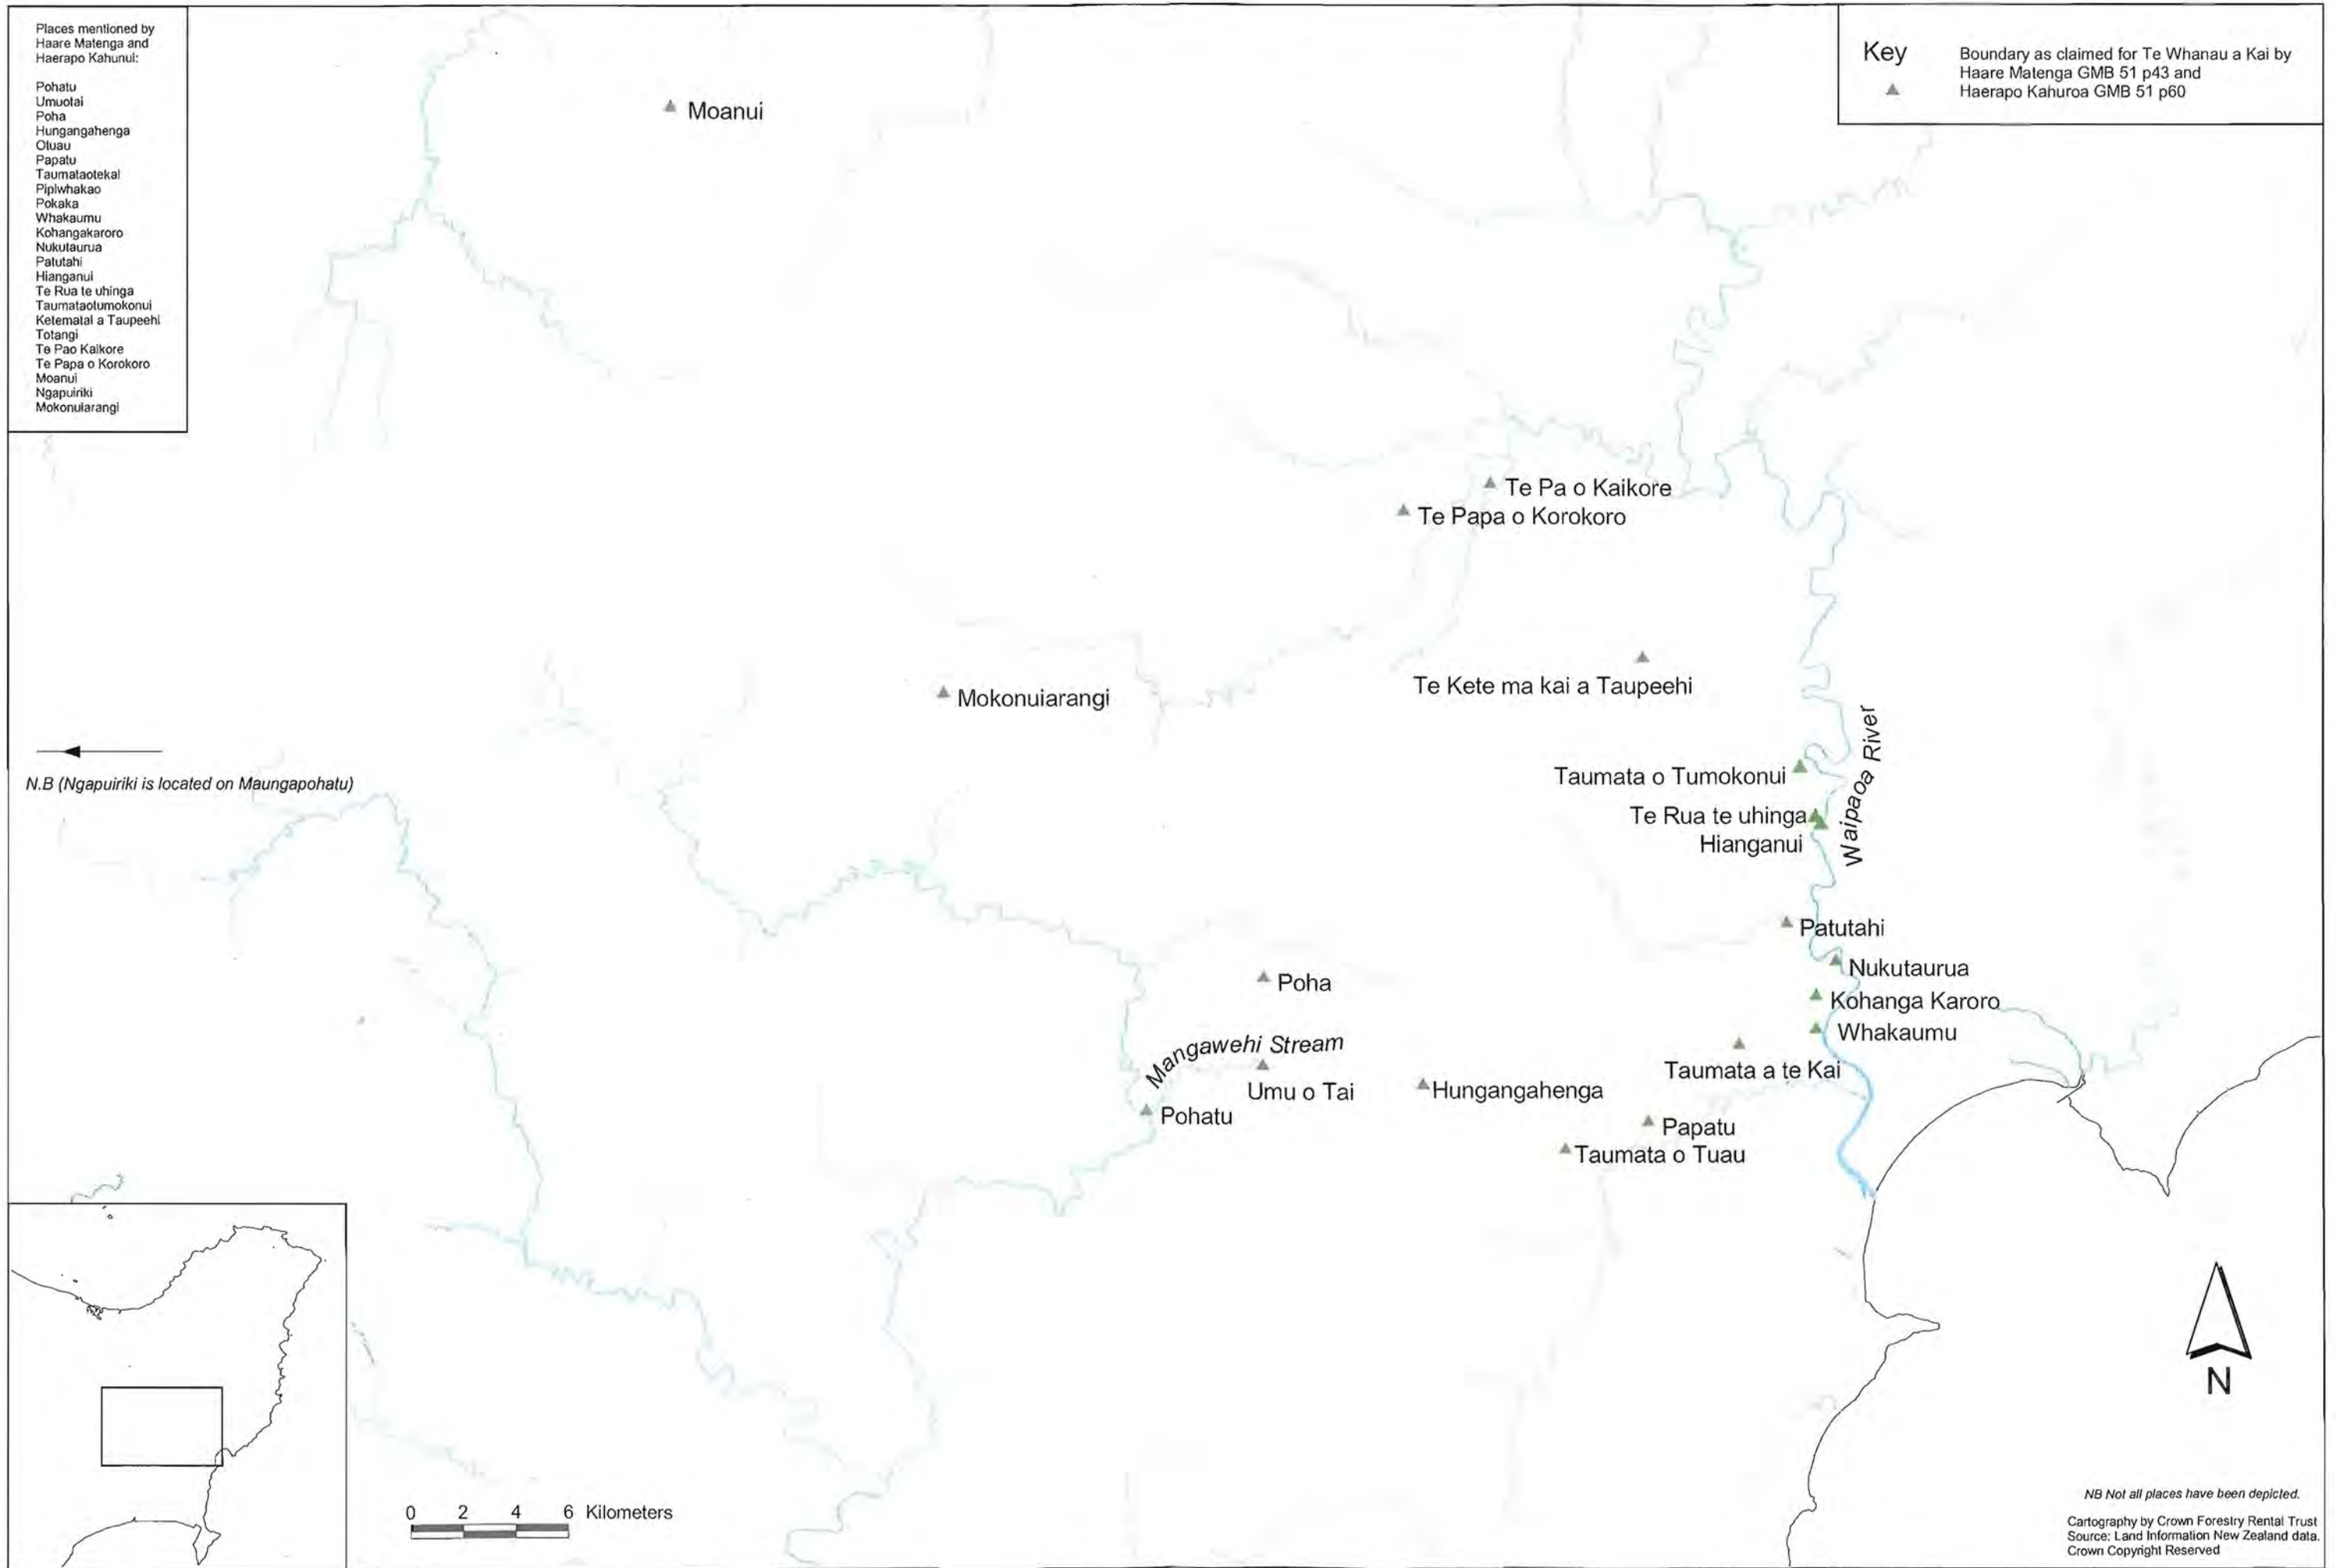 Places mentioned by
Haare Matenga and
Haerapo Kahunui:
Pohatu
Umuotai
Poha
Hungangahenga
Otuau
Papatu
Taumataotekai
Pipiwhakao
Pokaka
Whakaumu
Kohangakaroro
Nukutaurua
Patutahi
Hianganui
Te Rua te uhinga
Taumataotumokonui
Ketematai a Taupeehi
Totangi
Te Pao Kaikore
Te Papa o Korokoro
Moanui
Ngapuiriki
Mokonuiarangi
Key
Boundary as claimed for Te Whanau a Kai by
Haare Matenga GMB 51 p43 and
Haerapo Kahuroa GMB 51 p60
Moanui
Te Pa o Kaikore
Te Papa o Korokoro
Te Kete ma kai a Taupeehi
Mokonuiarangi
Waipaoa River
N.B (Ngapuiriki is located on Maungapohatu)
Taumata o Tumokonui
Te Rua te uhinga
Hianganui
Patutahi
Nukutaurua
Poha
Kohanga Karoro
Whakaumu
Mangawehi Stream
Taumata a te Kai
Umu o Tai
Hungangahenga
Pohatu
Papatu
Taumata o Tuau
N
0 2 4 6 Kilometers
NB Not all places have been depicted.
Cartography by Crown Forestry Rental Trust
Source: Land Information New Zealand data.
Crown Copyright Reserved